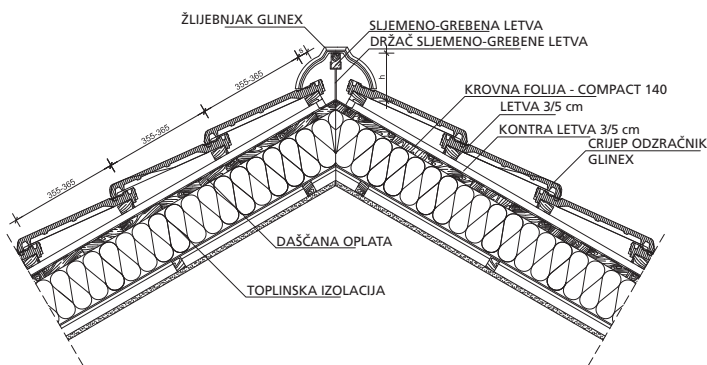 ŽLIJEBNJAK GLINEX
SLJEMENO-GREBENA LETVA
DRŽAČ SLJEMENO-GREBENE LETVA
s
h
355-365
355-365
355-365
KROVNA FOLIJA - COMPACT 140
LETVA 3/5 cm
KONTRA LETVA 3/5 cm
CRIJEP ODZRAČNIK
GLINEX
DAŠČANA OPLATA
TOPLINSKA IZOLACIJA